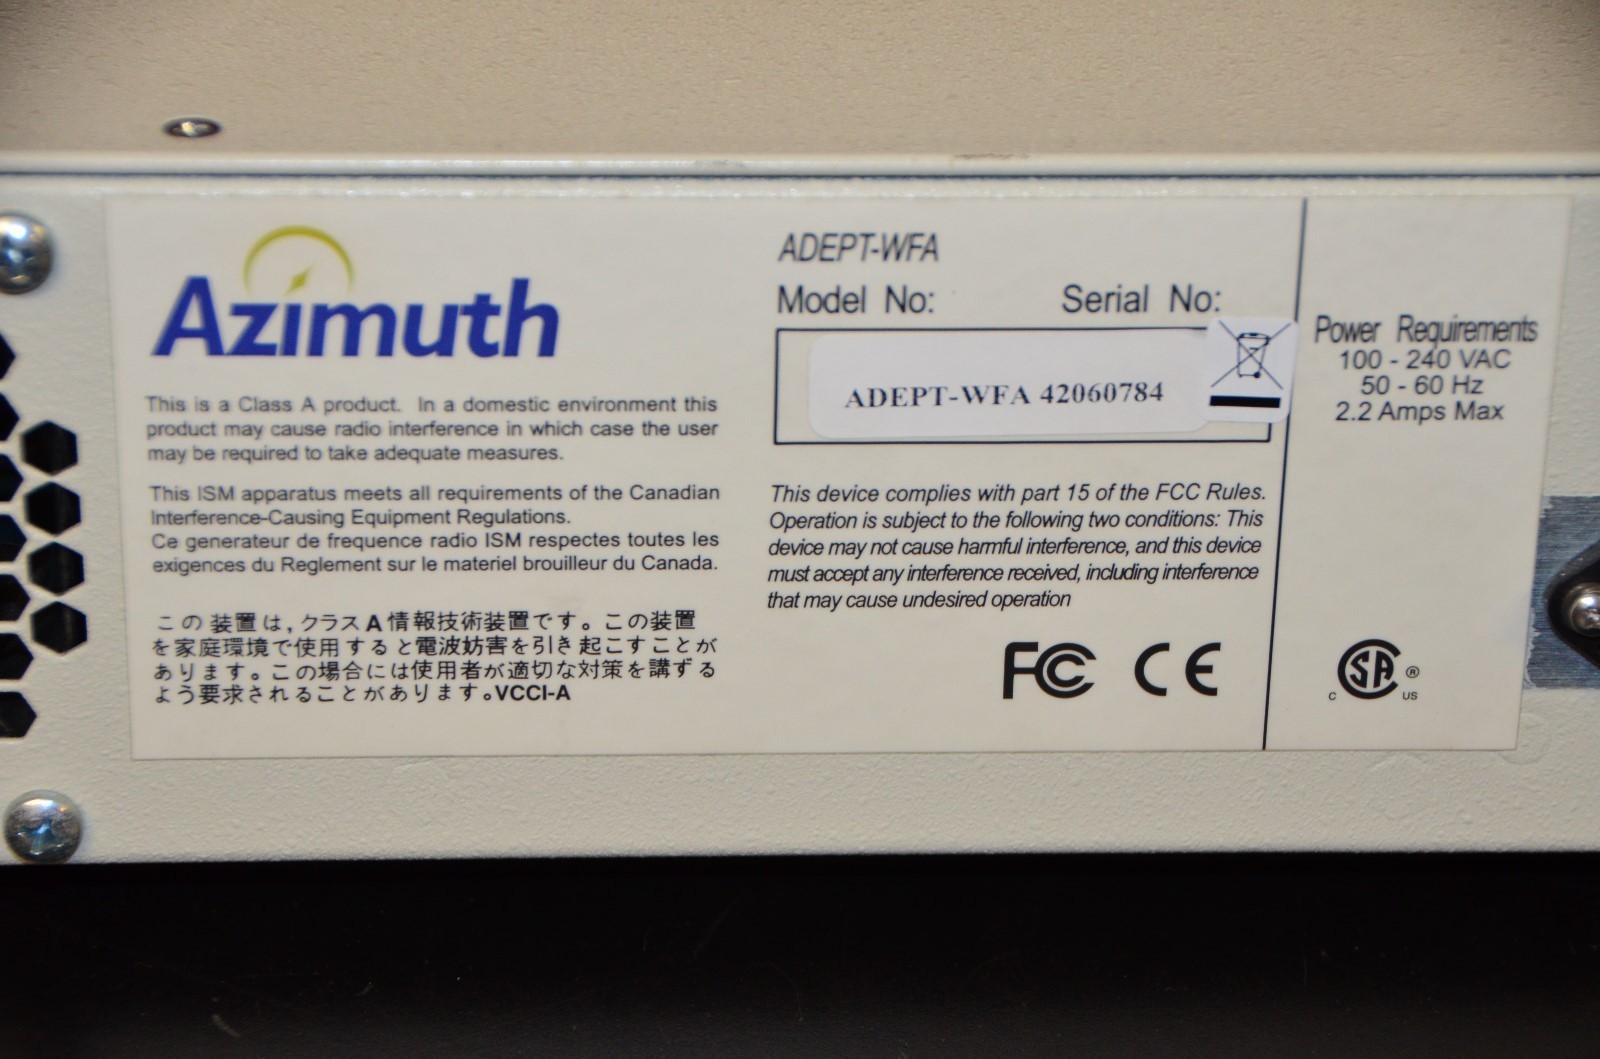 Azimuth
This is a Class A product. In a domestic environment this
product may cause radio interference in which case the user
may be required to take adequate measures.
This ISM apparatus meets all requirements of the Canadian
Interference-Causing Equipment Regulations.
Ce generateur de frequence radio ISM respectes toutes les
exigences du Reglement sur le materiel brouilleur du Canada.
この装置は,クラスA情報技術装置です。この装置
を家庭環境で使用すると電波妨害を引き起こすことが
あります。この場合には使用者が適切な対策を講ずる
よう要求されることがあります。VCCI-A
ADEPT-WFA
Model No: Serial No:
ADEPT-WFA 42060784
This device complies with part 15 of the FCC Rules.
Operation is subject to the following two conditions: This
device may not cause harmful interference, and this device
must accept any interference received, including interference
that may cause undesired operation
FC CE
Power Requirements
100 - 240 VAC
50 - 60 Hz
2.2 Amps Max
C SA ® US